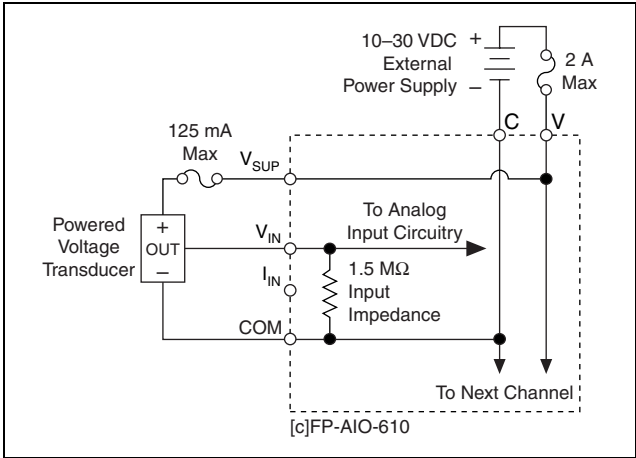 10–30 VDC
External
Power Supply
+
–
2 A
Max
C
V
125 mA
Max
VSUP
To Analog
Input Circuitry
Powered
Voltage
Transducer
+
OUT
–
VIN
IIN
1.5 MΩ
Input
Impedance
COM
To Next Channel
[c]FP-AIO-610